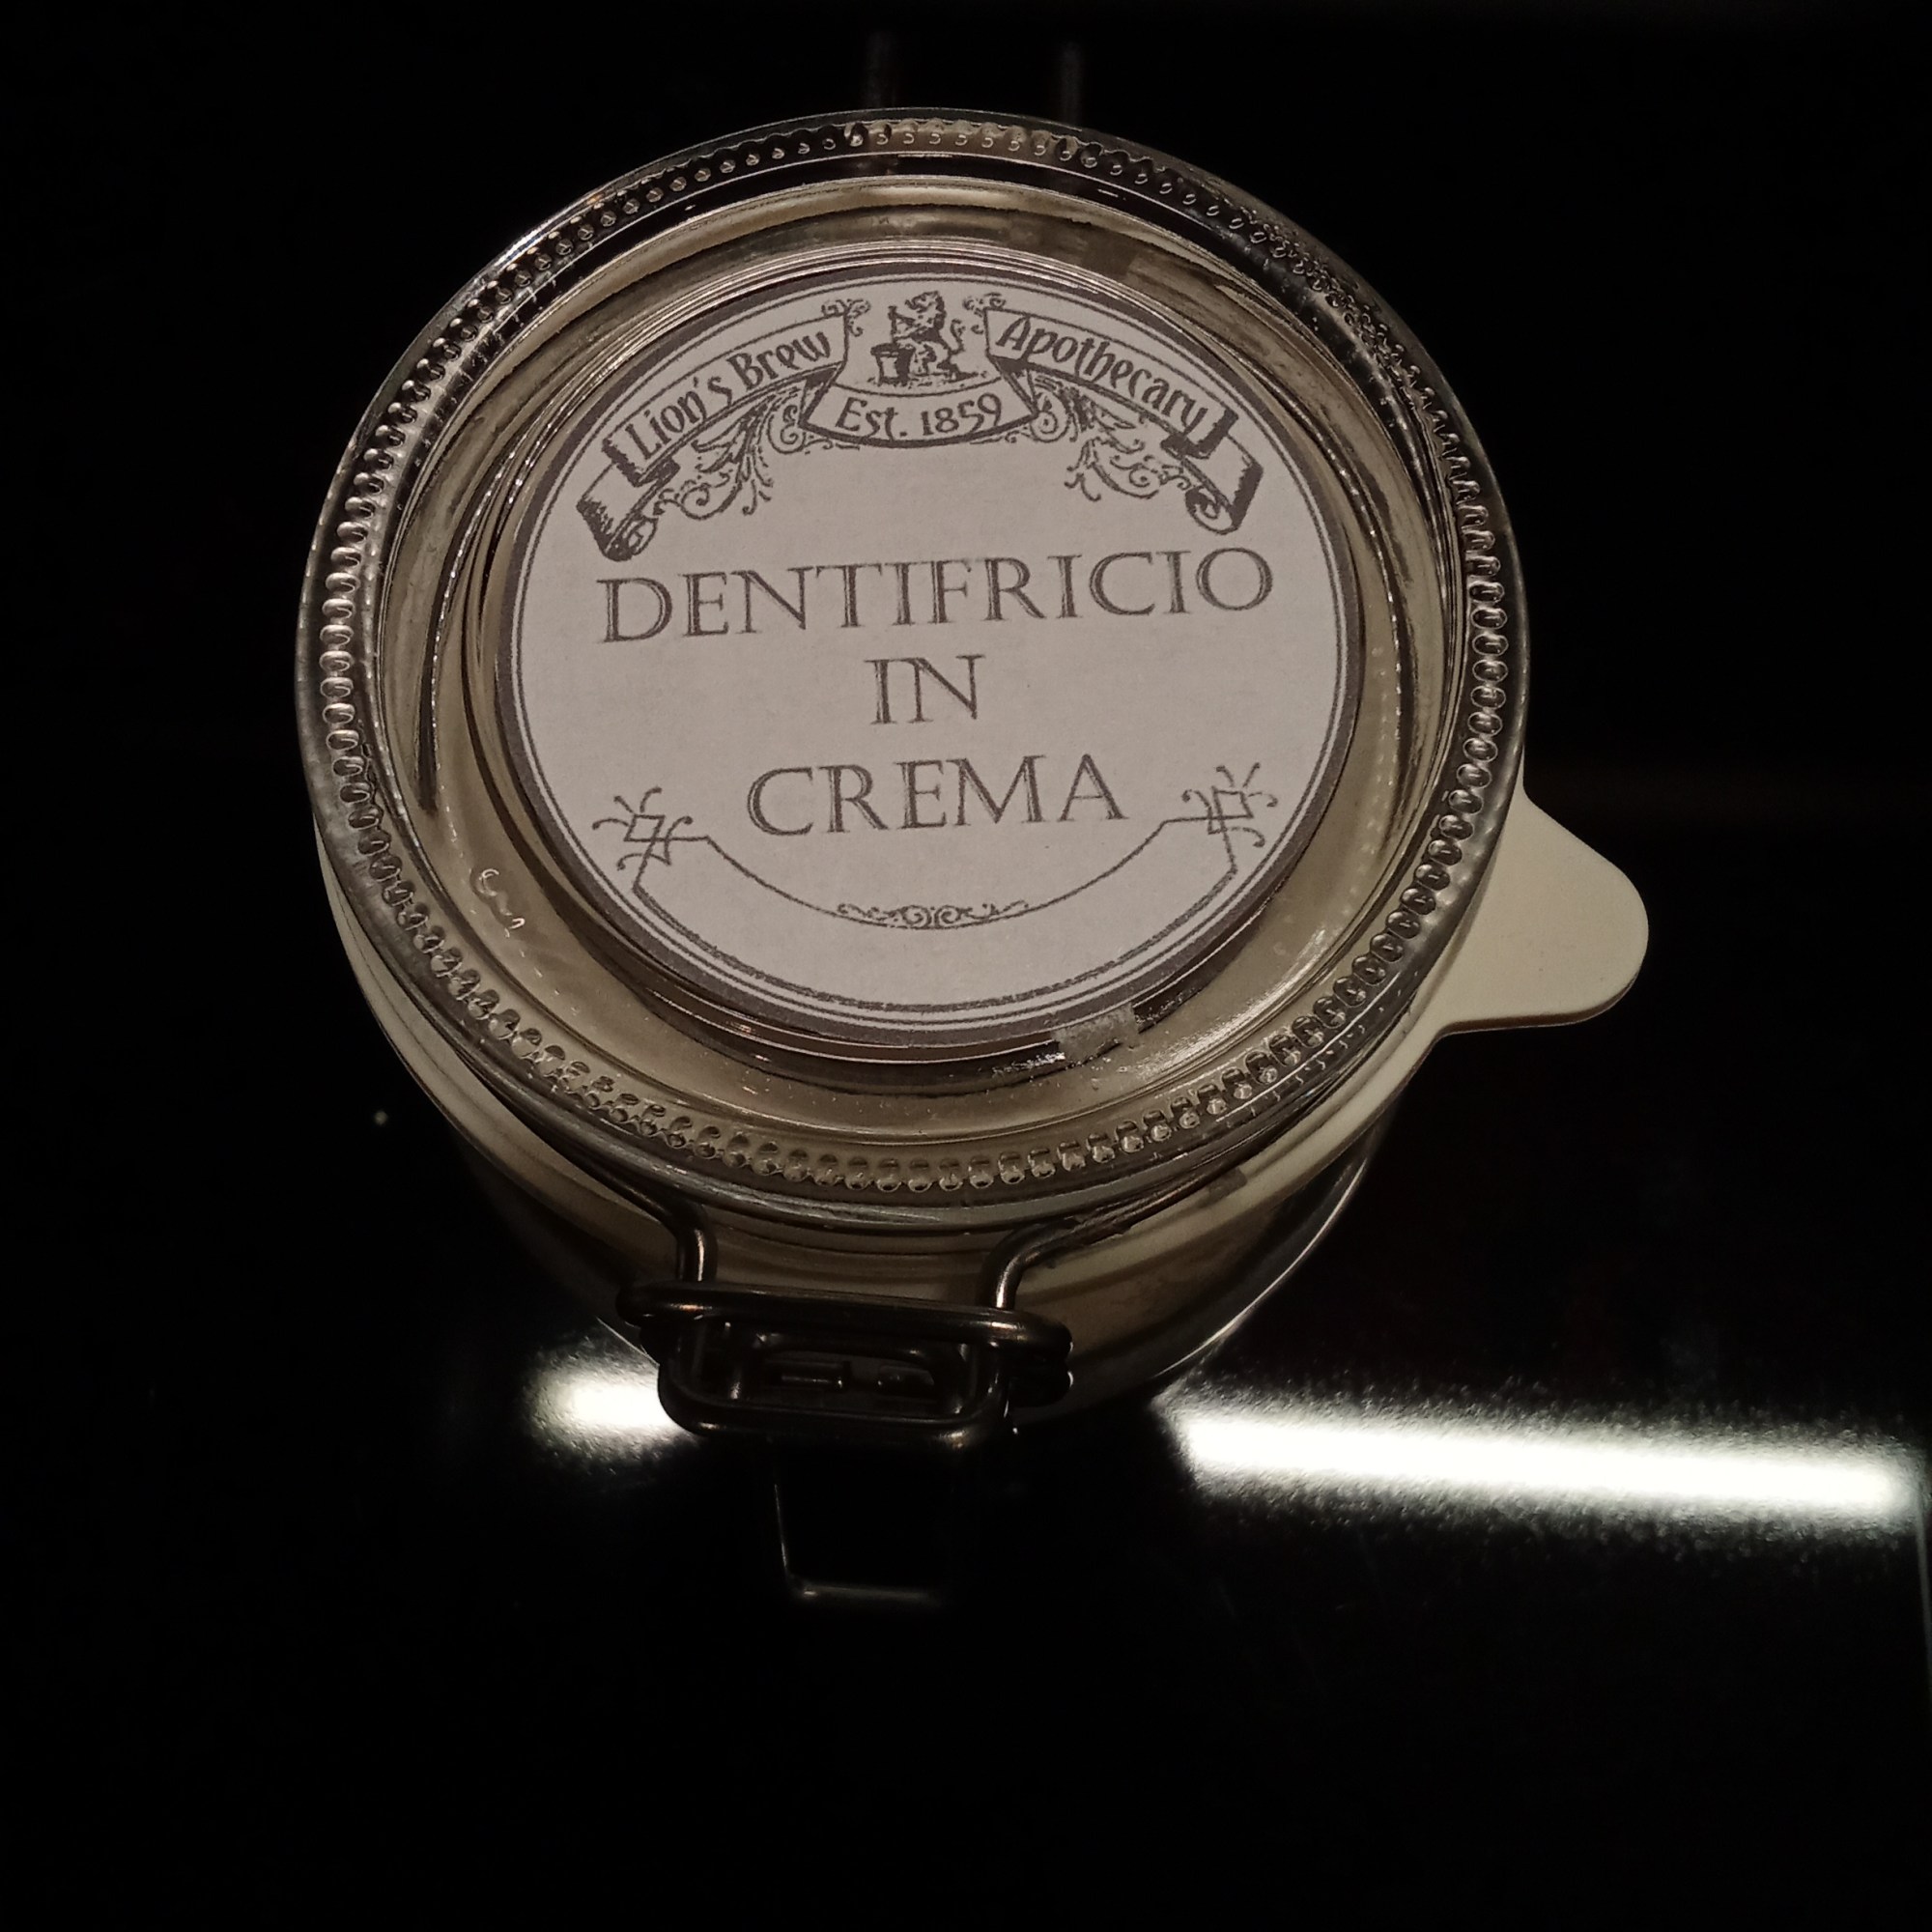 Lion's Brew Apothecary
Est. 1859
DENTIFRICIO
IN
CREMA